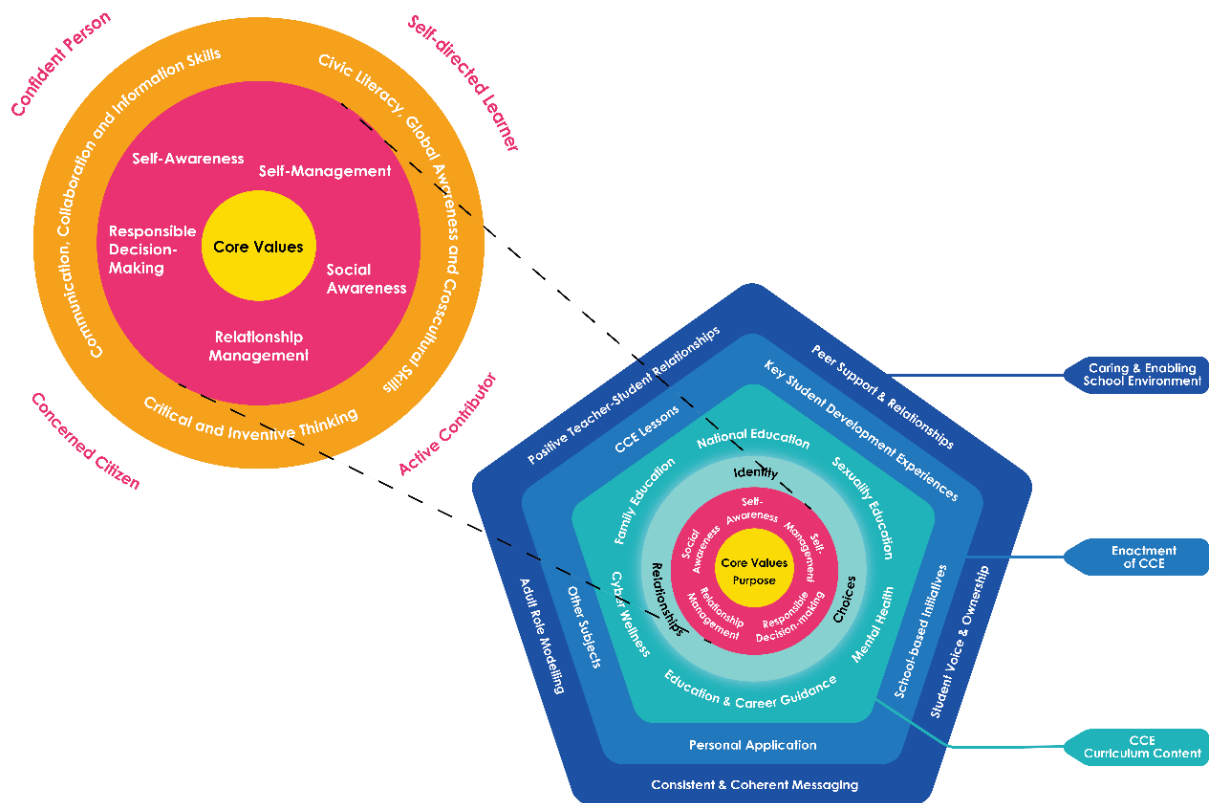 Confident Person
Self-directed Learner
Communication, Collaboration and Information Skills
Civic Literacy, Global Awareness and Crosscultural Skills
Self-Awareness
Self-Management
Responsible
Decision-
Making
Core Values
Social
Awareness
Relationship
Management
Critical and Inventive Thinking
Concerned Citizen
Active Contributor
Positive Teacher-Student Relationships
Peer Support & Relationships
Caring & Enabling
School Environment
CCE Lessons
Key Student Development Experiences
National Education
Family Education
Sexuality Education
Identity
Self-
Awareness
Social
Awareness
Self-
Management
Core Values
Purpose
Relationships
Choices
Relationship
Management
Responsible
Decision-making
Enactment
of CCE
Cyber Wellness
Mental Health
Adult Role Modelling
Other Subjects
School-based Initiatives
Student Voice & Ownership
Education & Career Guidance
CCE
Curriculum Content
Personal Application
Consistent & Coherent Messaging